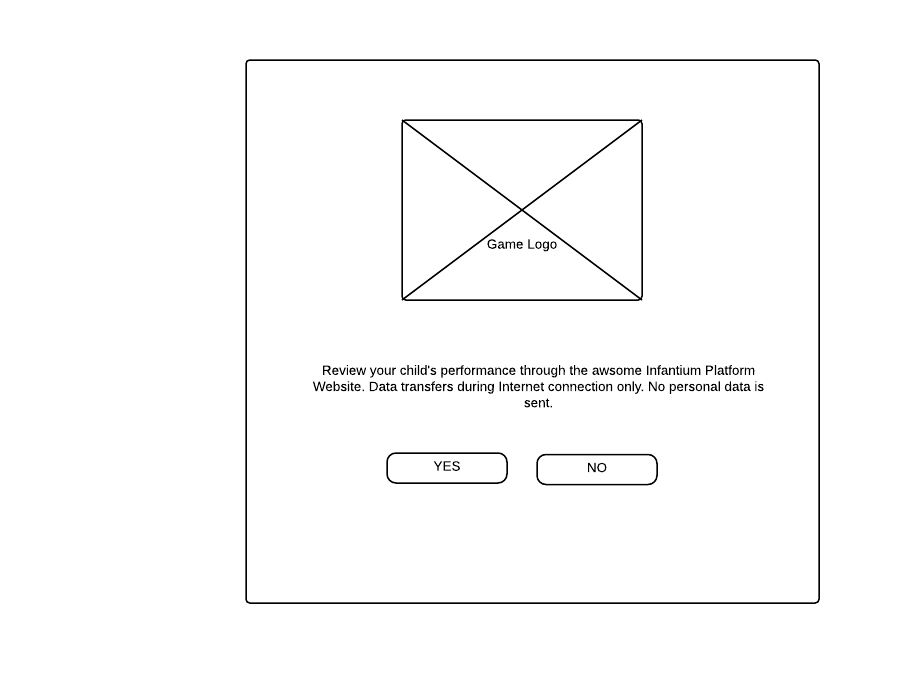 Game Logo
Review your child's performance through the awsome Infantium Platform
Website. Data transfers during Internet connection only. No personal data is
sent.
YES
NO